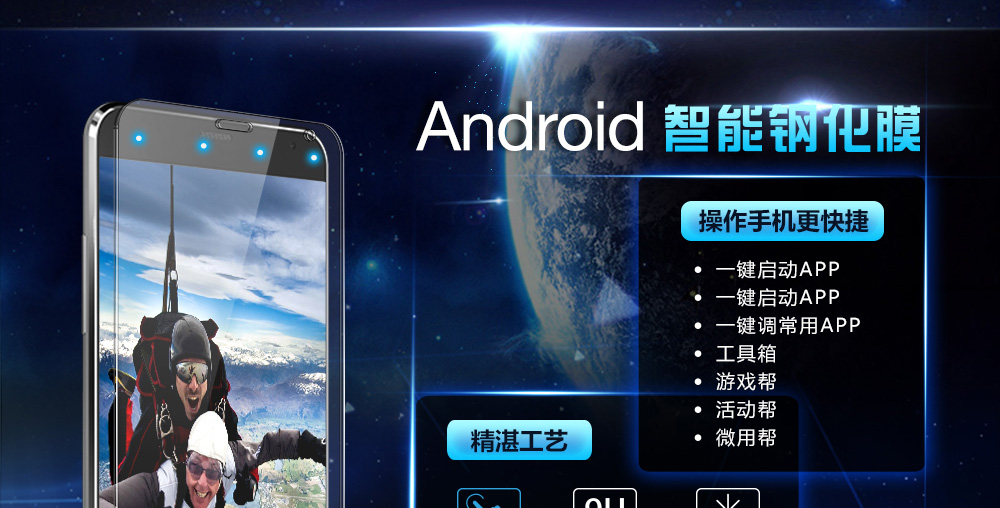 Android 智能钢化膜
操作手机更快捷
• 一键启动APP
• 一键启动APP
• 一键调常用APP
• 工具箱
• 游戏帮
• 活动帮
• 微用帮
精湛工艺